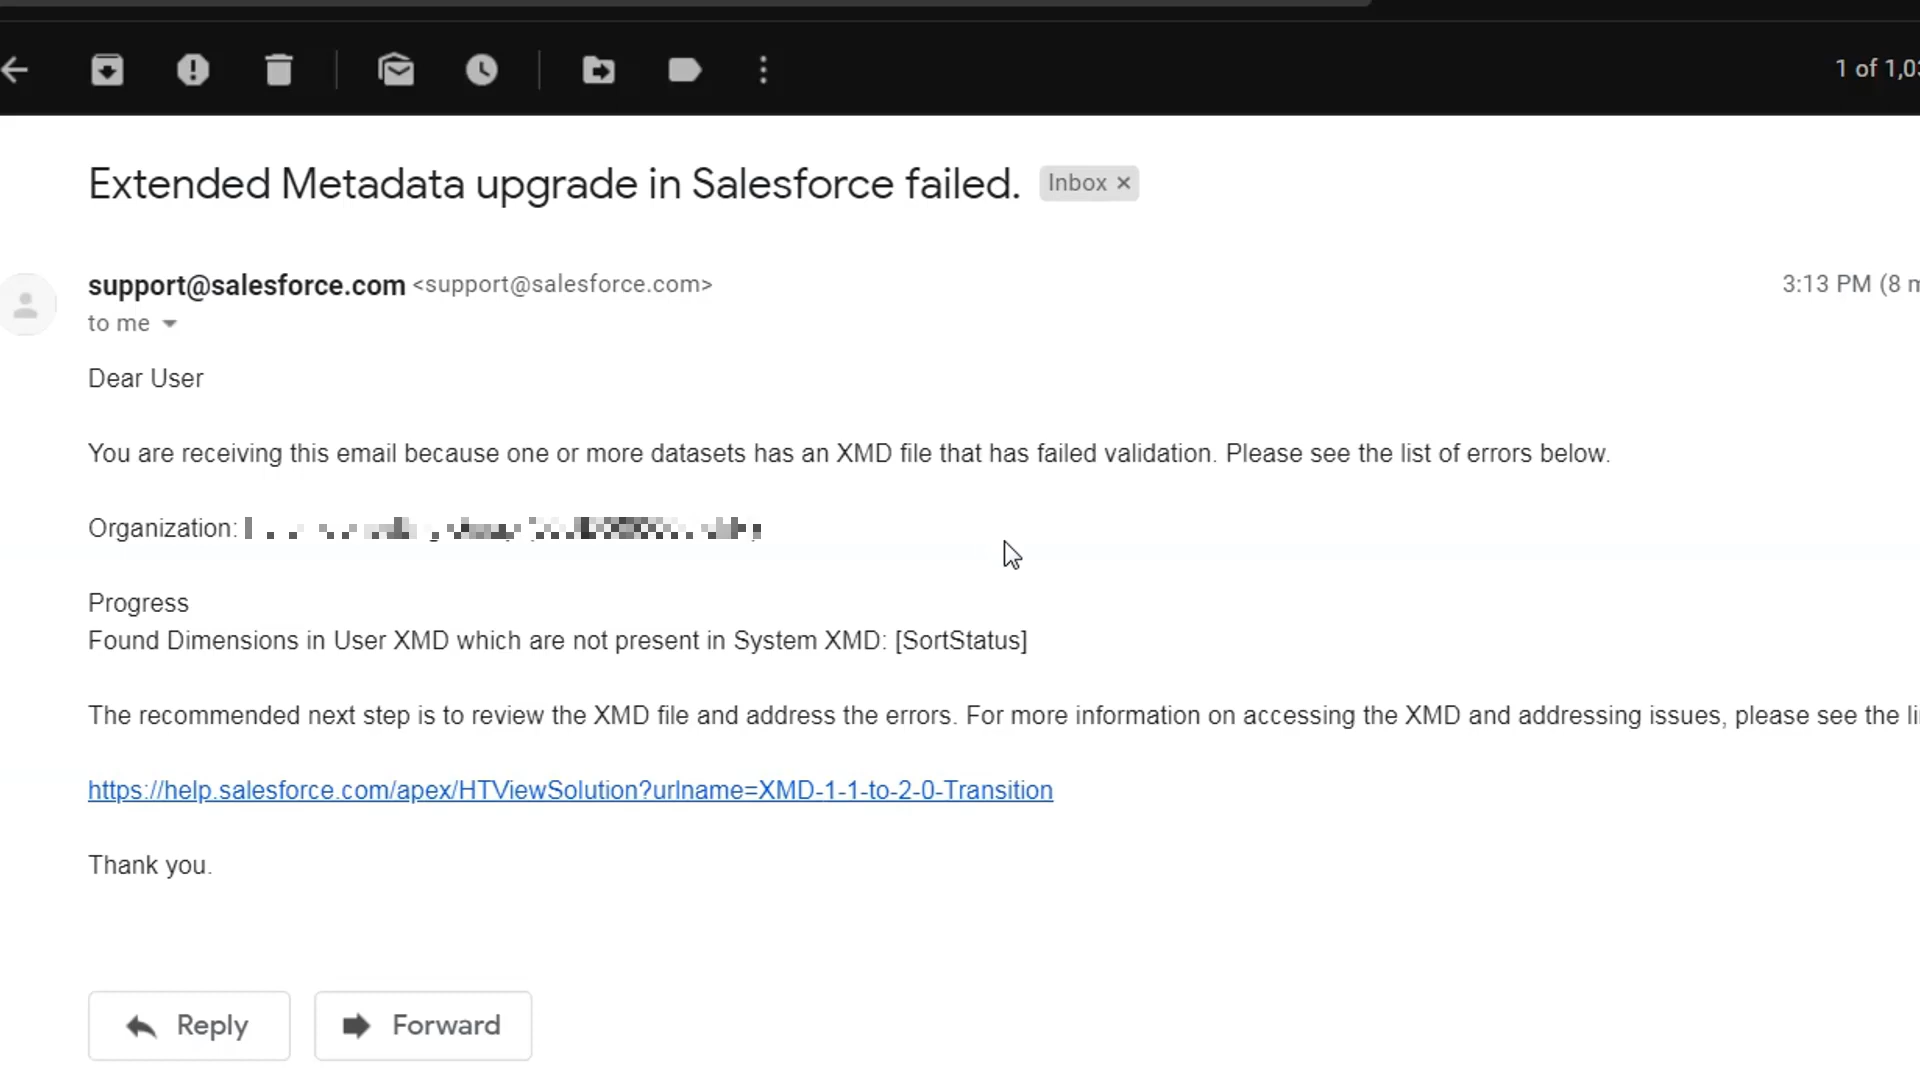 1 of 1,03
Extended Metadata upgrade in Salesforce failed. Inbox ×
support@salesforce.com <support@salesforce.com> 3:13 PM (8 m
to me
Dear User
You are receiving this email because one or more datasets has an XMD file that has failed validation. Please see the list of errors below.
Organization:
Progress
Found Dimensions in User XMD which are not present in System XMD: [SortStatus]
The recommended next step is to review the XMD file and address the errors. For more information on accessing the XMD and addressing issues, please see the li
https://help.salesforce.com/apex/HTViewSolution?urlname=XMD-1-1-to-2-0-Transition
Thank you.
Reply Forward